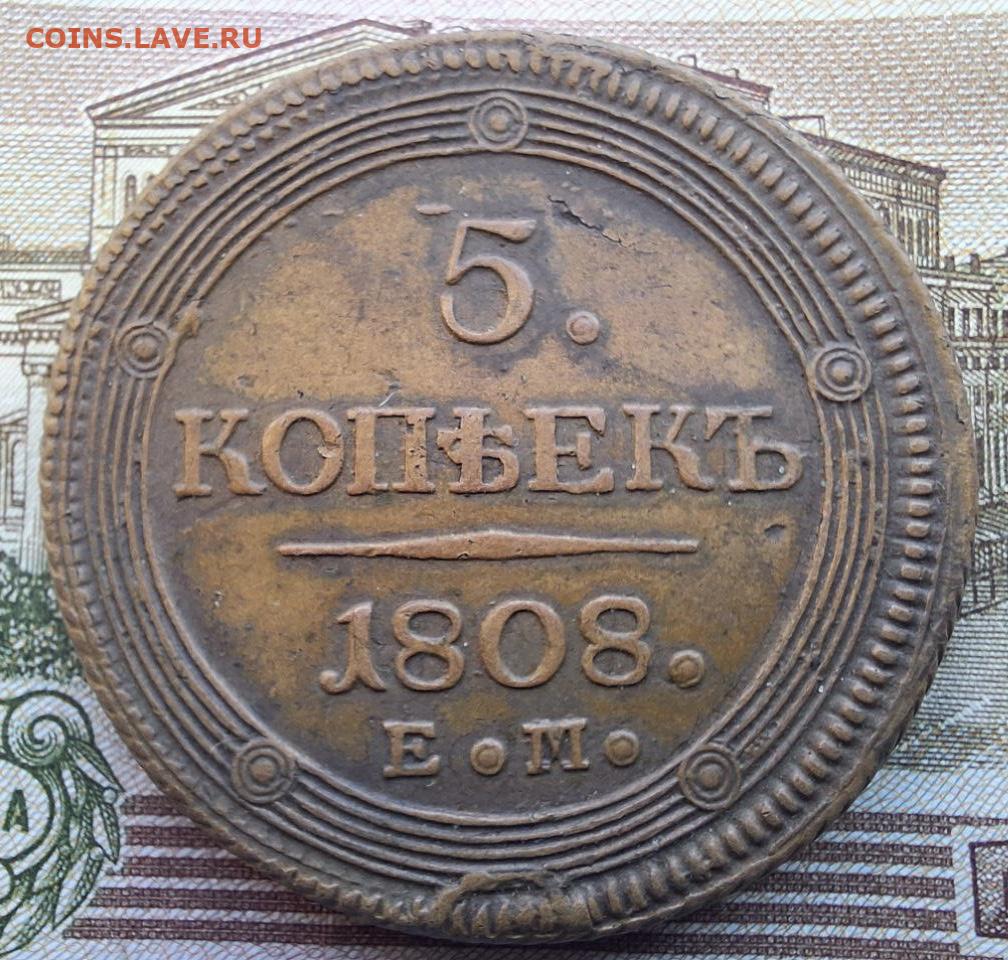 COINS.LAVE.RU
5.
КОПѢЕКЪ
1808.
Е.М.
А